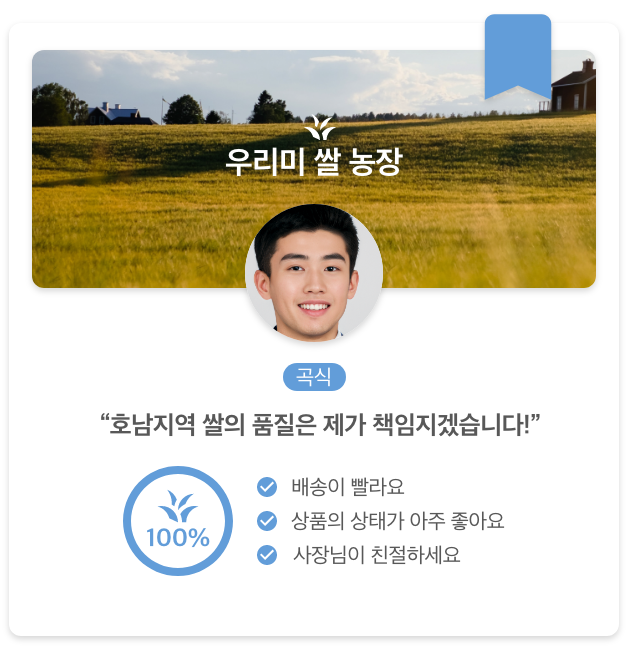 우리미 쌀 농장
곡식
“호남지역 쌀의 품질은 제가 책임지겠습니다!”
100%
배송이 빨라요
상품의 상태가 아주 좋아요
사장님이 친절하세요